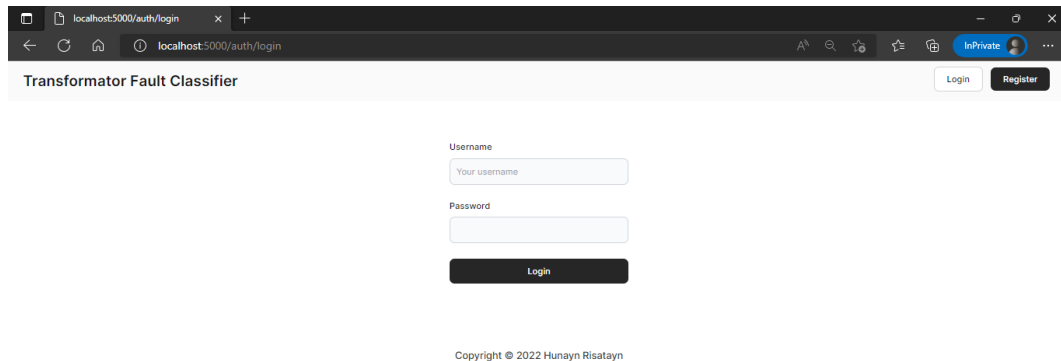 localhost:5000/auth/login
localhost:5000/auth/login
InPrivate
Transformator Fault Classifier
Login
Register
Username
Your username
Password
Login
Copyright © 2022 Hunayn Risatayn